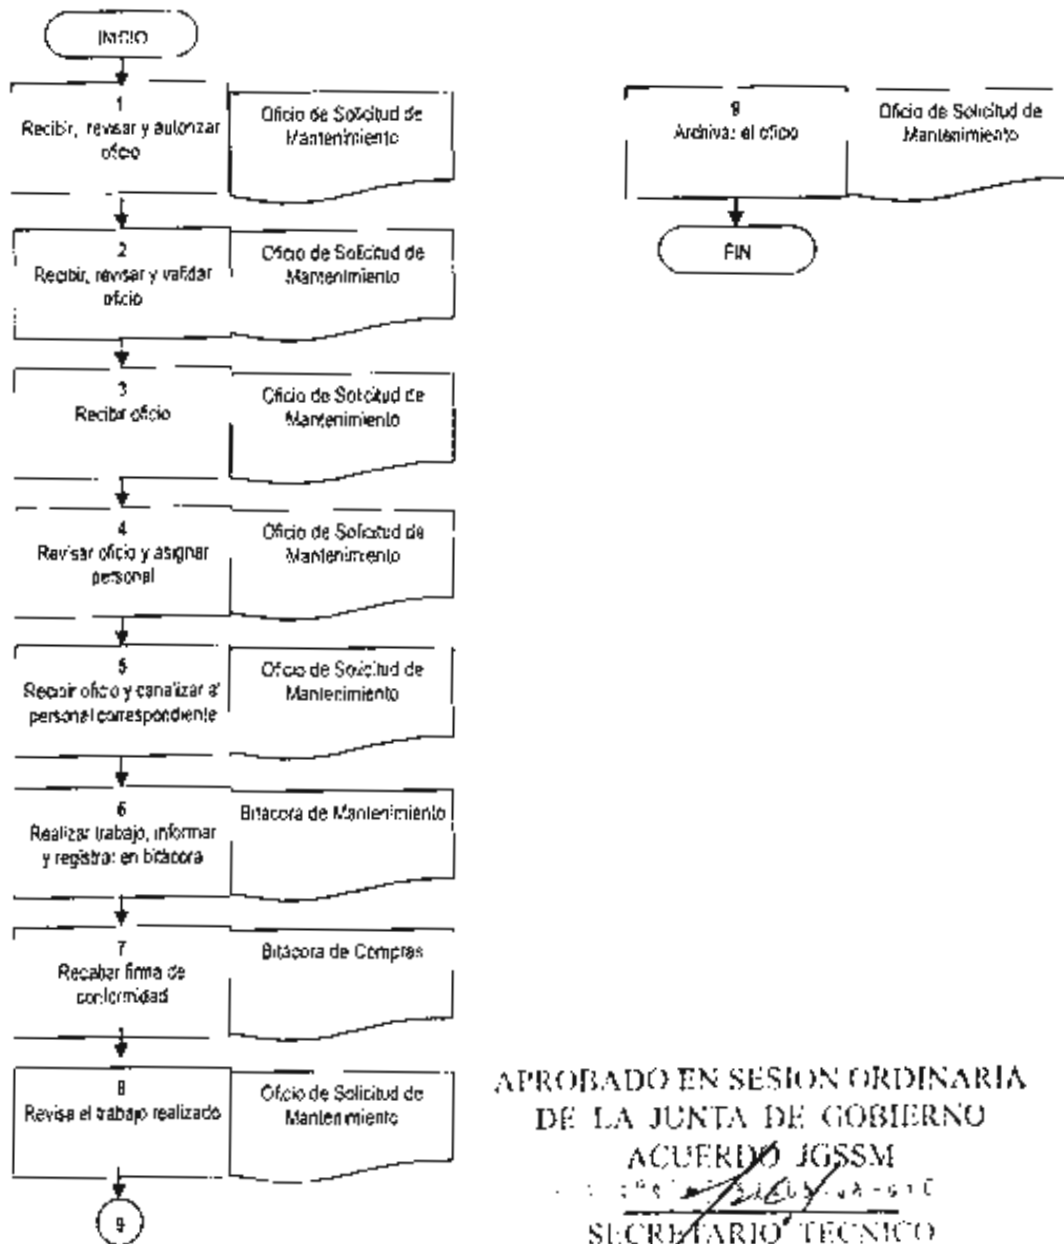 INICIO
1
Recibir, revisar y autorizar
oficio
Oficio de Solicitud de
Mantenimiento
2
Recibir, revisar y validar
oficio
Oficio de Solicitud de
Mantenimiento
3
Recibir oficio
Oficio de Solicitud de
Mantenimiento
4
Revisar oficio y asignar
personal
Oficio de Solicitud de
Mantenimiento
5
Recibir oficio y canalizar al
personal correspondiente
Oficio de Solicitud de
Mantenimiento
6
Realizar trabajo, informar
y registrar en bitácora
Bitácora de Mantenimiento
7
Recabar firma de
conformidad
Bitácora de Compras
8
Revisa el trabajo realizado
Oficio de Solicitud de
Mantenimiento
9
9
Archivar el oficio
Oficio de Solicitud de
Mantenimiento
FIN
APROBADO EN SESION ORDINARIA
DE LA JUNTA DE GOBIERNO
ACUERDO JGSSM
SECRETARIO TECNICO